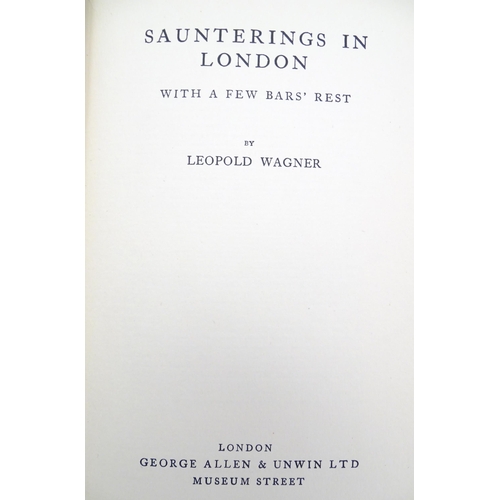 SAUNTERINGS IN
LONDON
WITH A FEW BARS' REST
BY
LEOPOLD WAGNER
LONDON
GEORGE ALLEN & UNWIN LTD
MUSEUM STREET